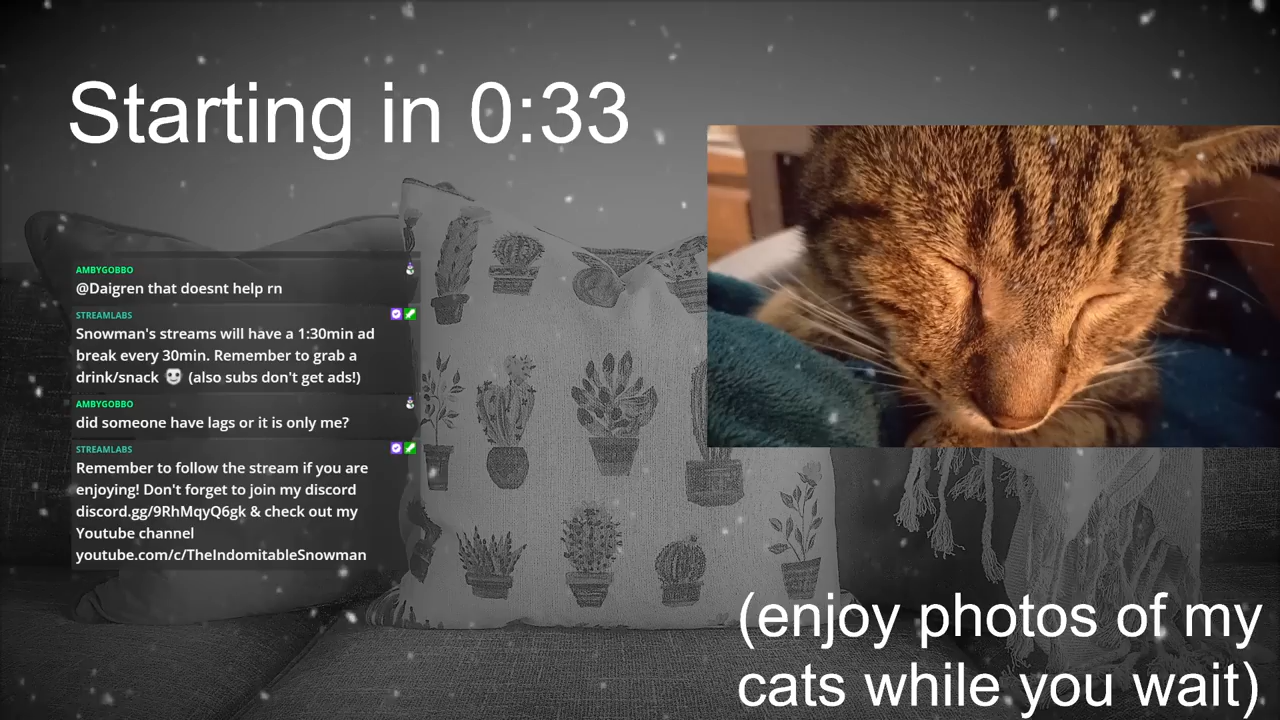 Starting in 0:33
AMBYGOBBO
@Daigren that doesnt help rn
STREAMLABS
Snowman's streams will have a 1:30min ad
break every 30min. Remember to grab a
drink/snack (also subs don't get ads!)
AMBYGOBBO
did someone have lags or it is only me?
STREAMLABS
Remember to follow the stream if you are
enjoying! Don't forget to join my discord
discord.gg/9RhMqyQ6gk & check out my
Youtube channel
youtube.com/c/TheIndomitableSnowman
(enjoy photos of my
cats while you wait)